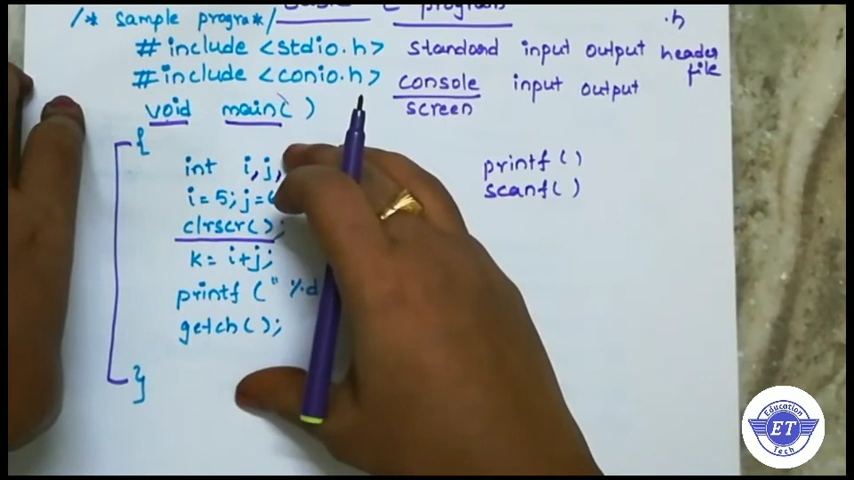 C program
/* sample progra*/
.h
#include <stdio.h> standard input output header file
#include <conio.h> console input output
screen
void main( )
{
int i,j,
i=5;j=
clrscr();
k= i+j;
printf (" %d
getch();
}
printf ( )
scanf( )
Education
ET
Tech